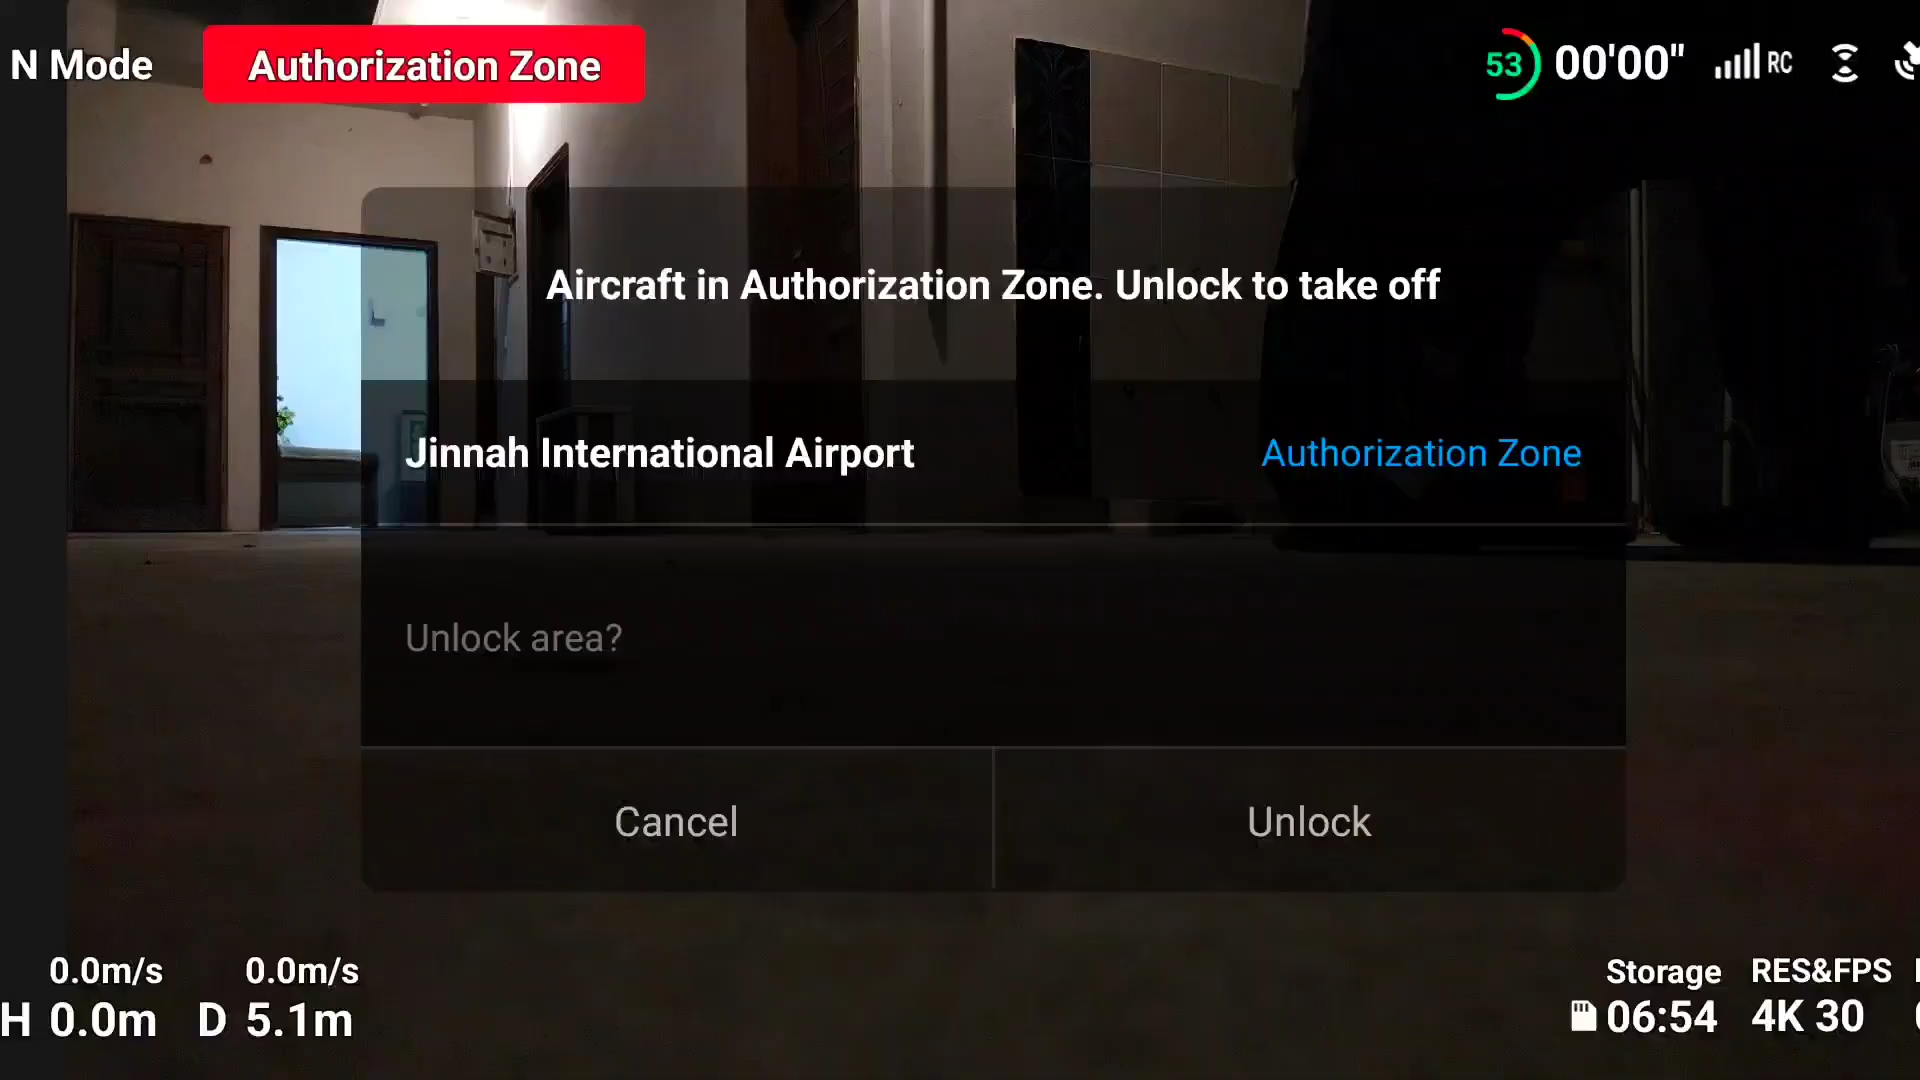 N Mode
Authorization Zone
53
00'00"
RC
Aircraft in Authorization Zone. Unlock to take off
Jinnah International Airport
Authorization Zone
Unlock area?
Cancel
Unlock
0.0m/s
0.0m/s
H 0.0m
D 5.1m
Storage
RES&FPS
06:54
4K 30